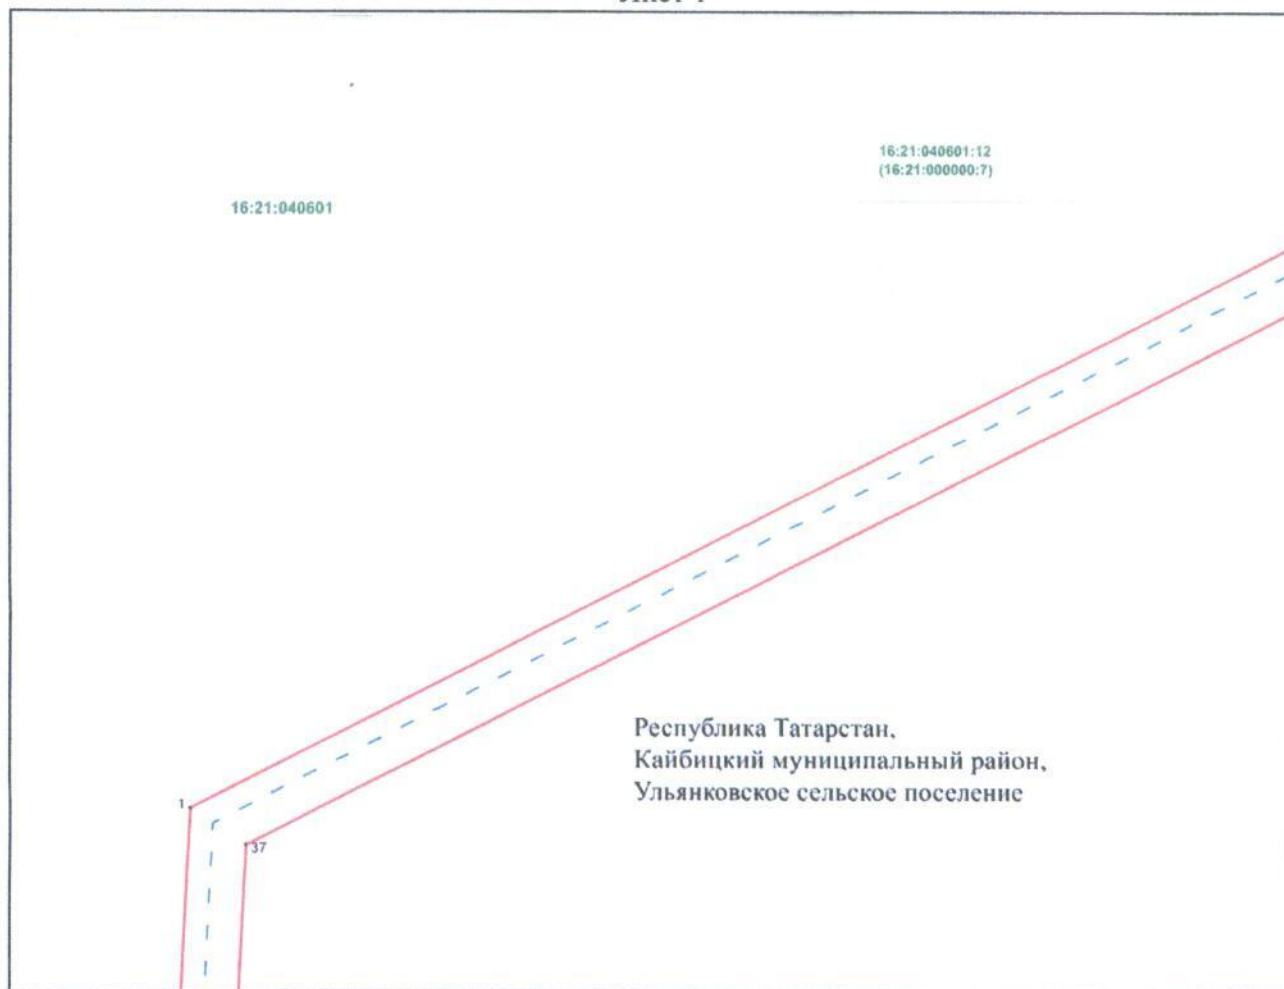 16:21:040601:12
(16:21:000000:7)
16:21:040601
Республика Татарстан,
Кайбицкий муниципальный район,
Ульянковское сельское поселение
1
37